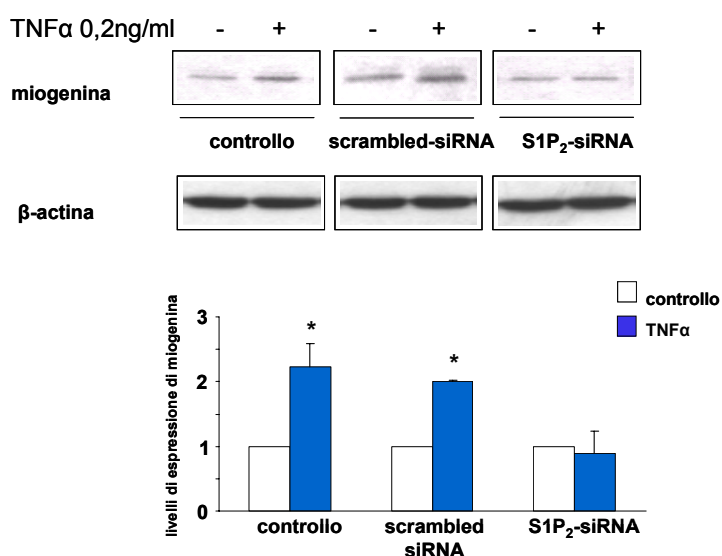 TNFα 0,2ng/ml - + - + - +
miogenina
controllo scrambled-siRNA S1P₂-siRNA
β-actina
controllo
TNFα
livelli di espressione di miogenina
3
*
*
2
1
0
controllo scrambled siRNA S1P₂-siRNA